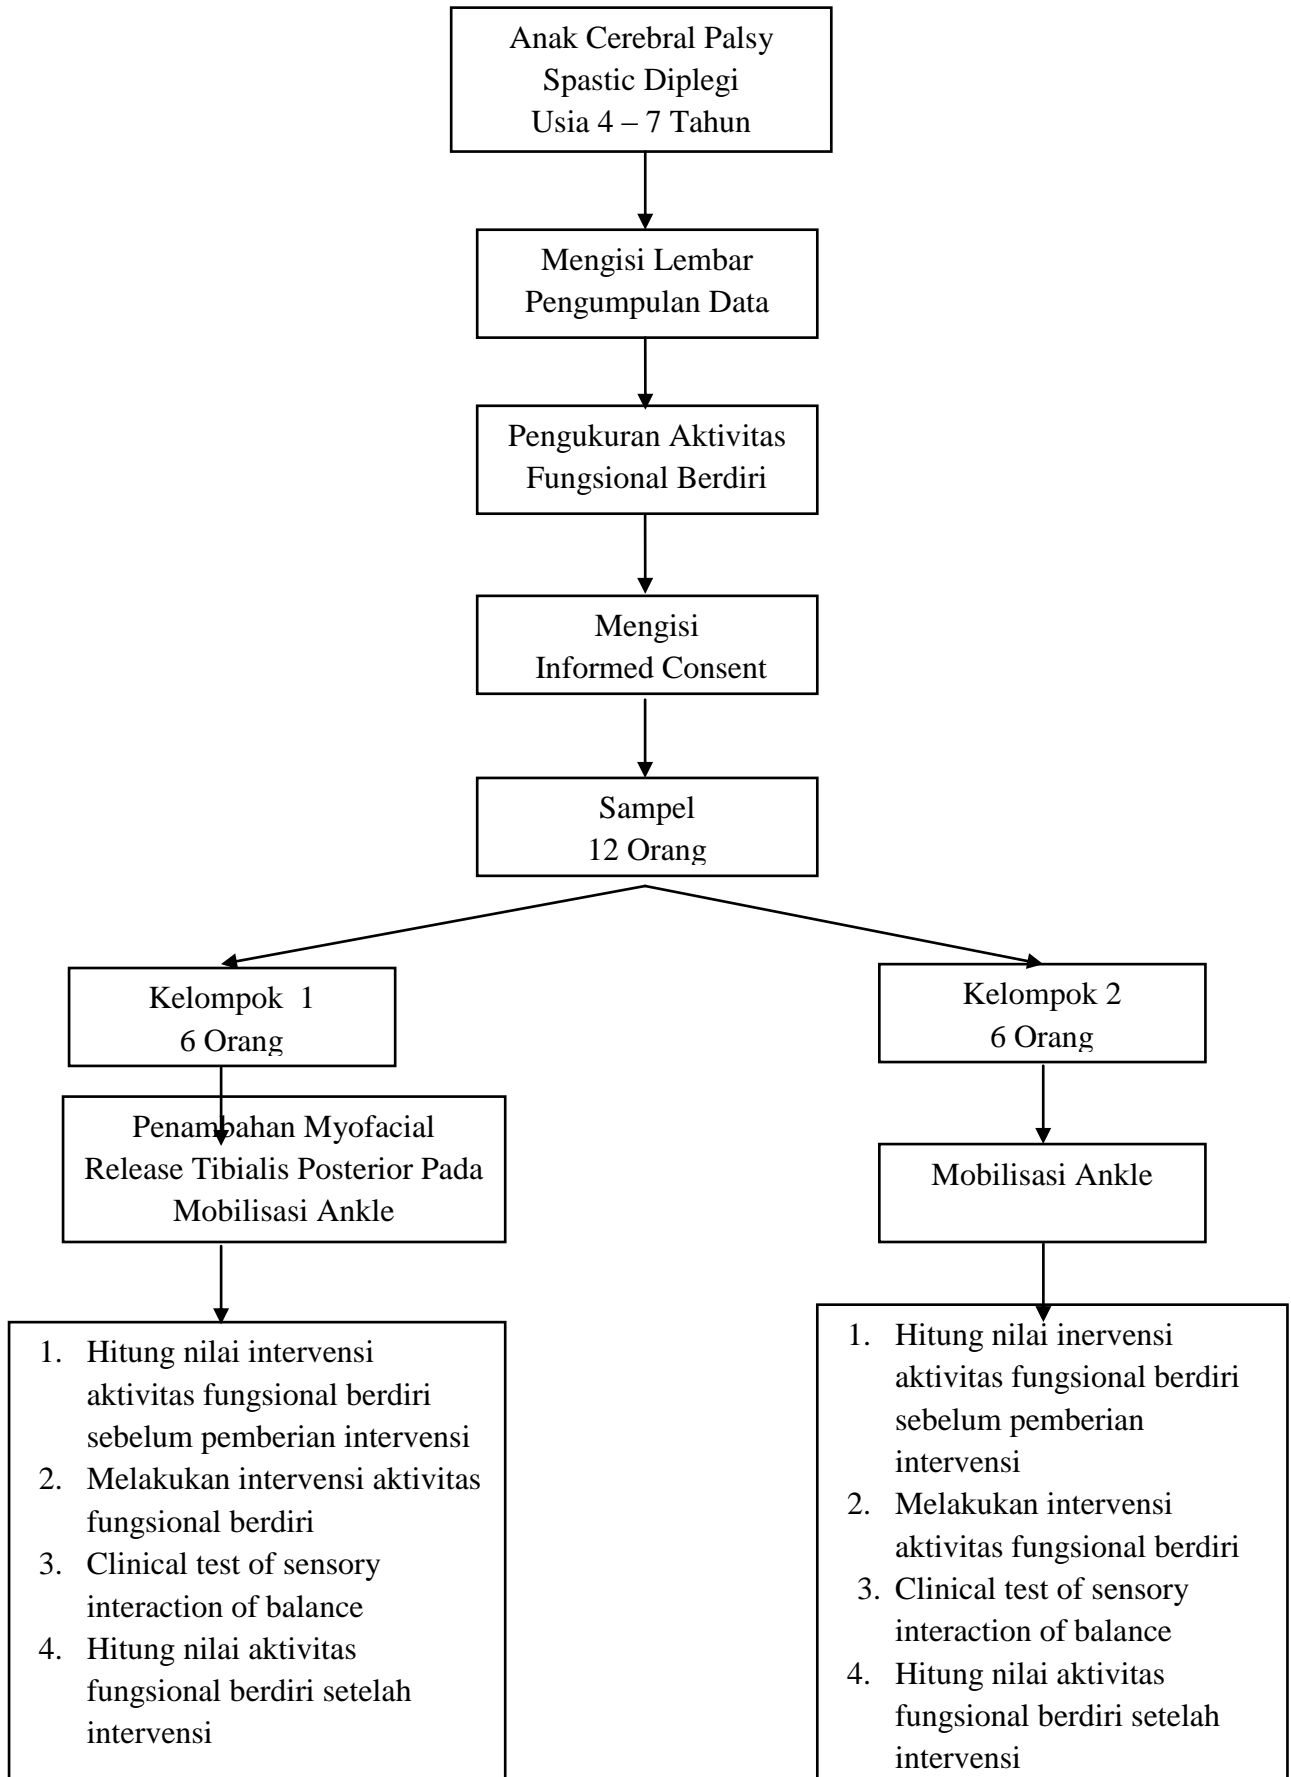 Anak Cerebral Palsy
Spastic Diplegi
Usia 4 – 7 Tahun
Mengisi Lembar
Pengumpulan Data
Pengukuran Aktivitas
Fungsional Berdiri
Mengisi
Informed Consent
Sampel
12 Orang
Kelompok 1
6 Orang
Kelompok 2
6 Orang
Penambahan Myofacial
Release Tibialis Posterior Pada
Mobilisasi Ankle
Mobilisasi Ankle
1. Hitung nilai intervensi
aktivitas fungsional berdiri
sebelum pemberian intervensi
2. Melakukan intervensi aktivitas
fungsional berdiri
3. Clinical test of sensory
interaction of balance
4. Hitung nilai aktivitas
fungsional berdiri setelah
intervensi
1. Hitung nilai inervensi
aktivitas fungsional berdiri
sebelum pemberian
intervensi
2. Melakukan intervensi
aktivitas fungsional berdiri
3. Clinical test of sensory
interaction of balance
4. Hitung nilai aktivitas
fungsional berdiri setelah
intervensi